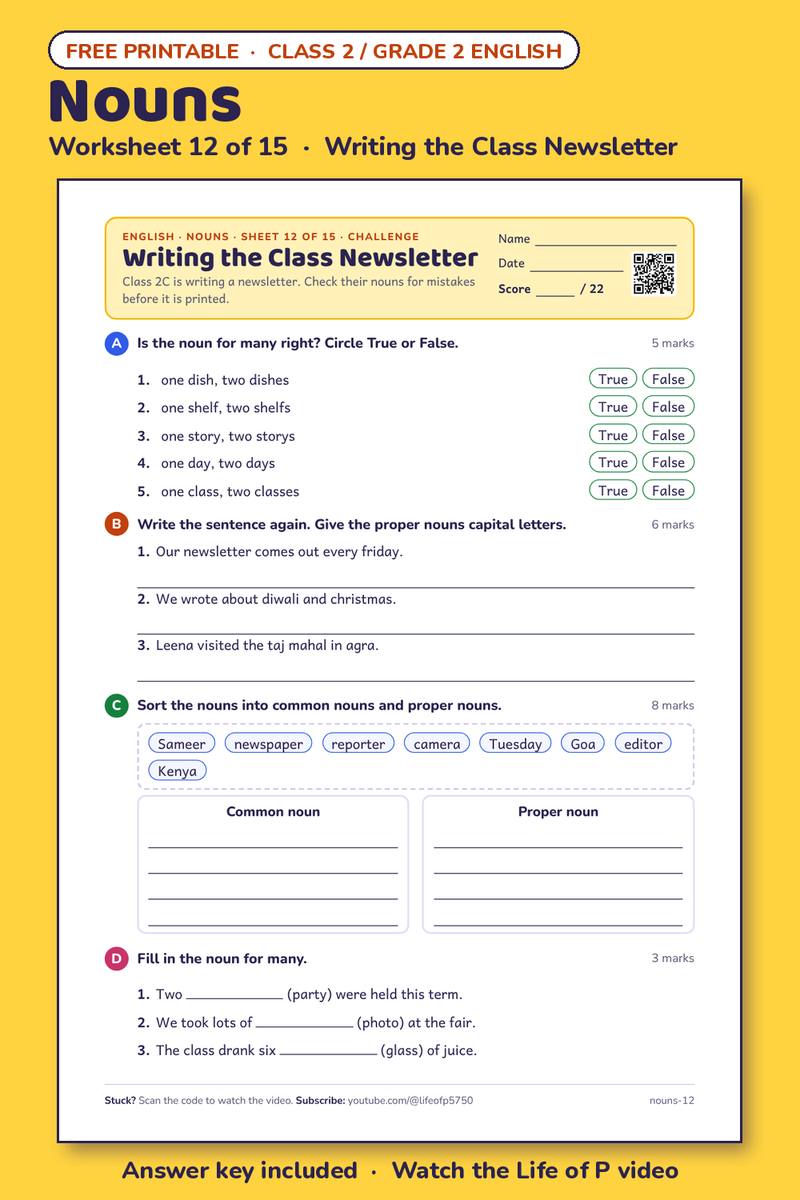 FREE PRINTABLE · CLASS 2 / GRADE 2 ENGLISH
Nouns
Worksheet 12 of 15 · Writing the Class Newsletter
ENGLISH · NOUNS · SHEET 12 OF 15 · CHALLENGE
Writing the Class Newsletter
Class 2C is writing a newsletter. Check their nouns for mistakes
before it is printed.
Name
Date
Score / 22
A Is the noun for many right? Circle True or False. 5 marks
1. one dish, two dishes True False
2. one shelf, two shelfs True False
3. one story, two storys True False
4. one day, two days True False
5. one class, two classes True False
B Write the sentence again. Give the proper nouns capital letters. 6 marks
1. Our newsletter comes out every friday.
2. We wrote about diwali and christmas.
3. Leena visited the taj mahal in agra.
C Sort the nouns into common nouns and proper nouns. 8 marks
Sameer newspaper reporter camera Tuesday Goa editor
Kenya
Common noun Proper noun
D Fill in the noun for many. 3 marks
1. Two ____________ (party) were held this term.
2. We took lots of ____________ (photo) at the fair.
3. The class drank six ____________ (glass) of juice.
Stuck? Scan the code to watch the video. Subscribe: youtube.com/@lifeofp5750 nouns-12
Answer key included · Watch the Life of P video